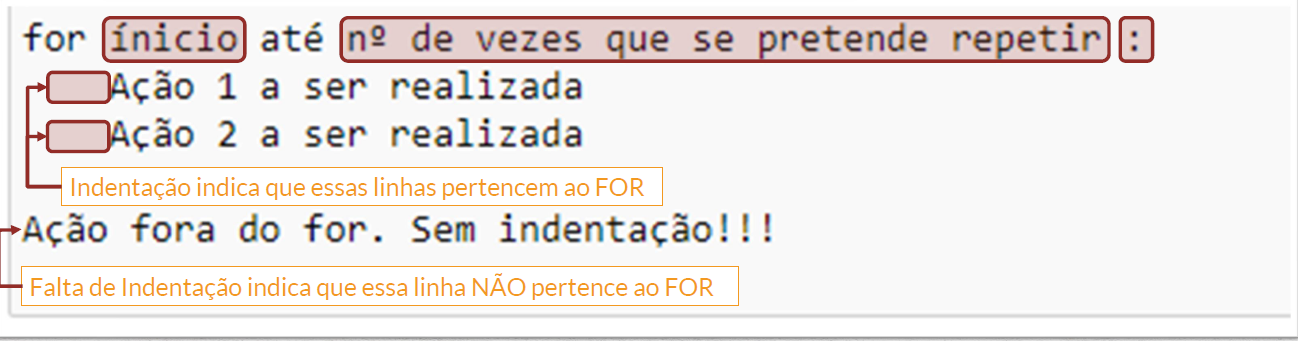 for ínicio até nº de vezes que se pretende repetir :
Ação 1 a ser realizada
Ação 2 a ser realizada
Indentação indica que essas linhas pertencem ao FOR
Ação fora do for. Sem indentação!!!
Falta de Indentação indica que essa linha NÃO pertence ao FOR